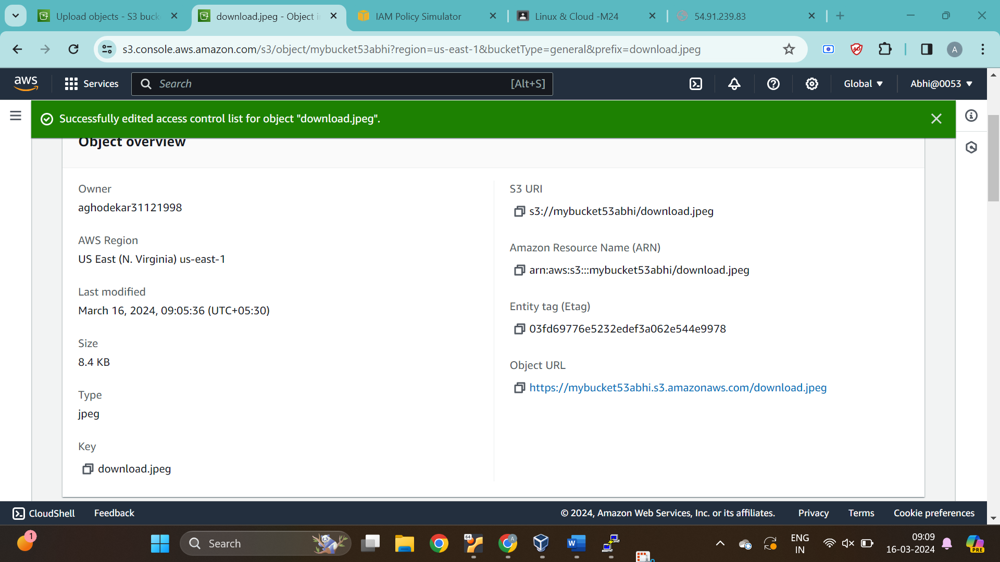 Upload objects - S3 buck
download.jpeg - Object i
IAM Policy Simulator
Linux & Cloud -M24
54.91.239.83
s3.console.aws.amazon.com/s3/object/mybucket53abhi?region=us-east-1&bucketType=general&prefix=download.jpeg
A
aws
Services
Search
[Alt+S]
Global
Abhi@0053
Successfully edited access control list for object "download.jpeg".
Object overview
Owner
aghodekar31121998
AWS Region
US East (N. Virginia) us-east-1
Last modified
March 16, 2024, 09:05:36 (UTC+05:30)
Size
8.4 KB
Type
jpeg
Key
download.jpeg
S3 URI
s3://mybucket53abhi/download.jpeg
Amazon Resource Name (ARN)
arn:aws:s3:::mybucket53abhi/download.jpeg
Entity tag (Etag)
03fd69776e5232edef3a062e544e9978
Object URL
https://mybucket53abhi.s3.amazonaws.com/download.jpeg
CloudShell
Feedback
© 2024, Amazon Web Services, Inc. or its affiliates.
Privacy
Terms
Cookie preferences
1
Search
64
A
W
ENG
IN
09:09
16-03-2024
PRE